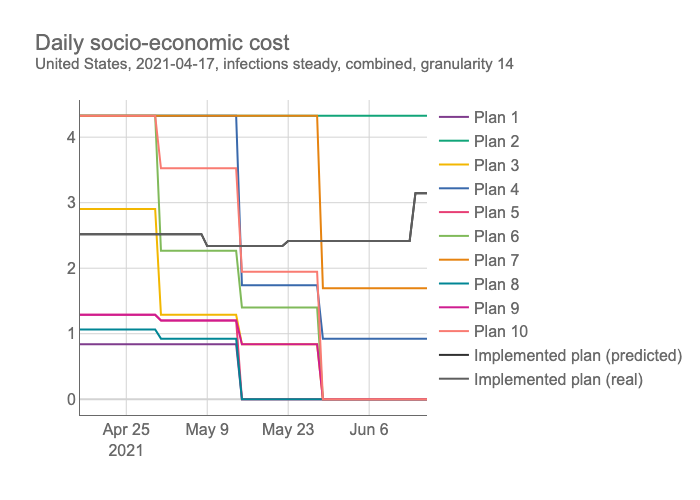 Daily socio-economic cost
United States, 2021-04-17, infections steady, combined, granularity 14
4
3
2
1
0
Apr 25
2021
May 9
May 23
Jun 6
Plan 1
Plan 2
Plan 3
Plan 4
Plan 5
Plan 6
Plan 7
Plan 8
Plan 9
Plan 10
Implemented plan (predicted)
Implemented plan (real)